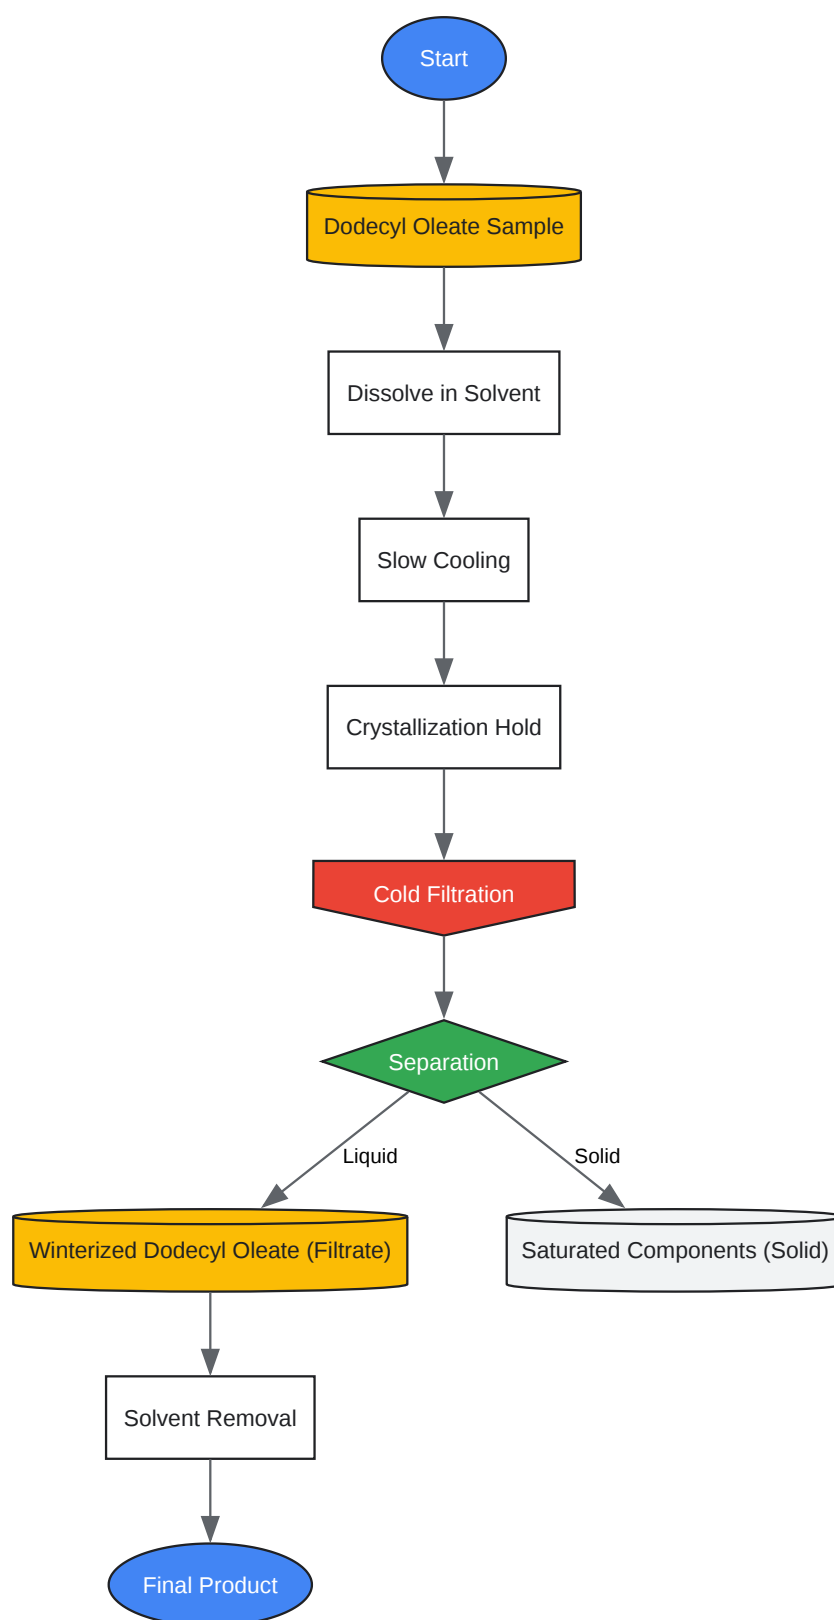 Start
Dodecyl Oleate Sample
Dissolve in Solvent
Slow Cooling
Crystallization Hold
Cold Filtration
Separation
Liquid
Solid
Winterized Dodecyl Oleate (Filtrate)
Saturated Components (Solid)
Solvent Removal
Final Product